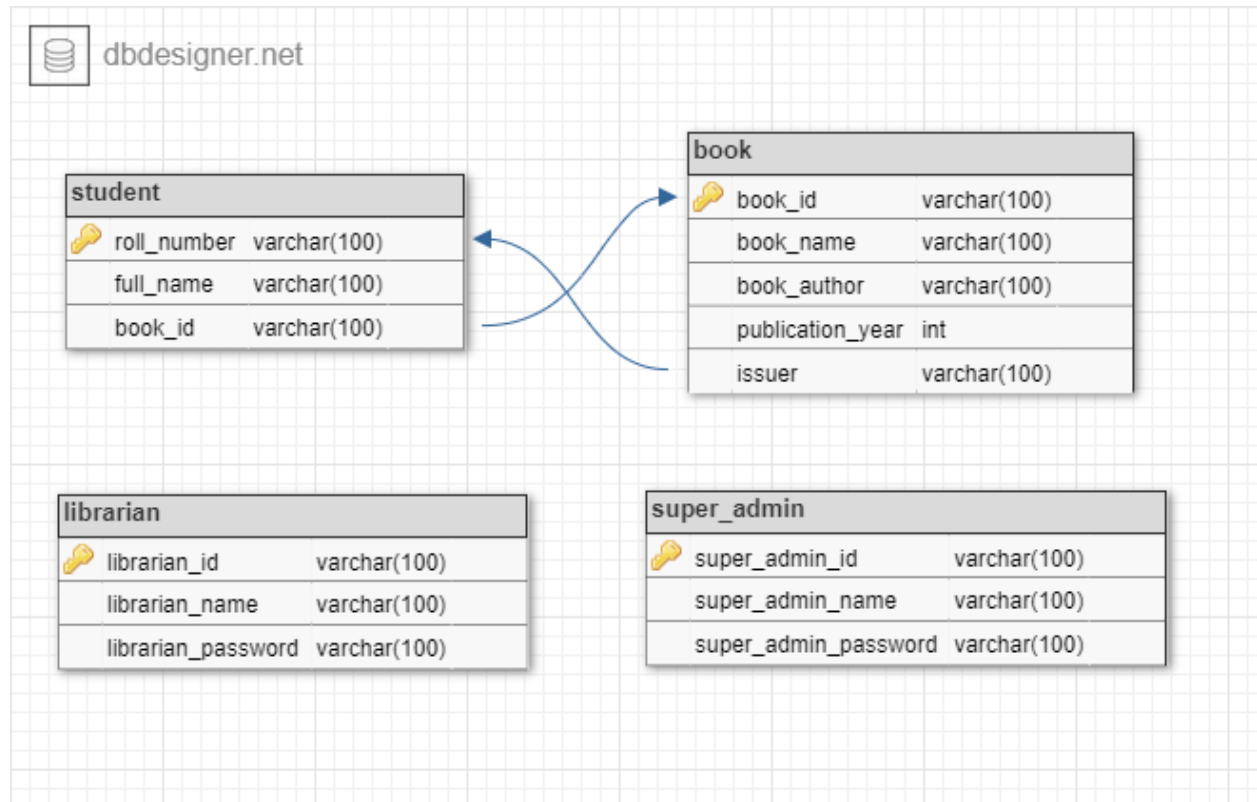 dbdesigner.net
student
roll_number varchar(100)
full_name varchar(100)
book_id varchar(100)
book
book_id varchar(100)
book_name varchar(100)
book_author varchar(100)
publication_year int
issuer varchar(100)
librarian
librarian_id varchar(100)
librarian_name varchar(100)
librarian_password varchar(100)
super_admin
super_admin_id varchar(100)
super_admin_name varchar(100)
super_admin_password varchar(100)